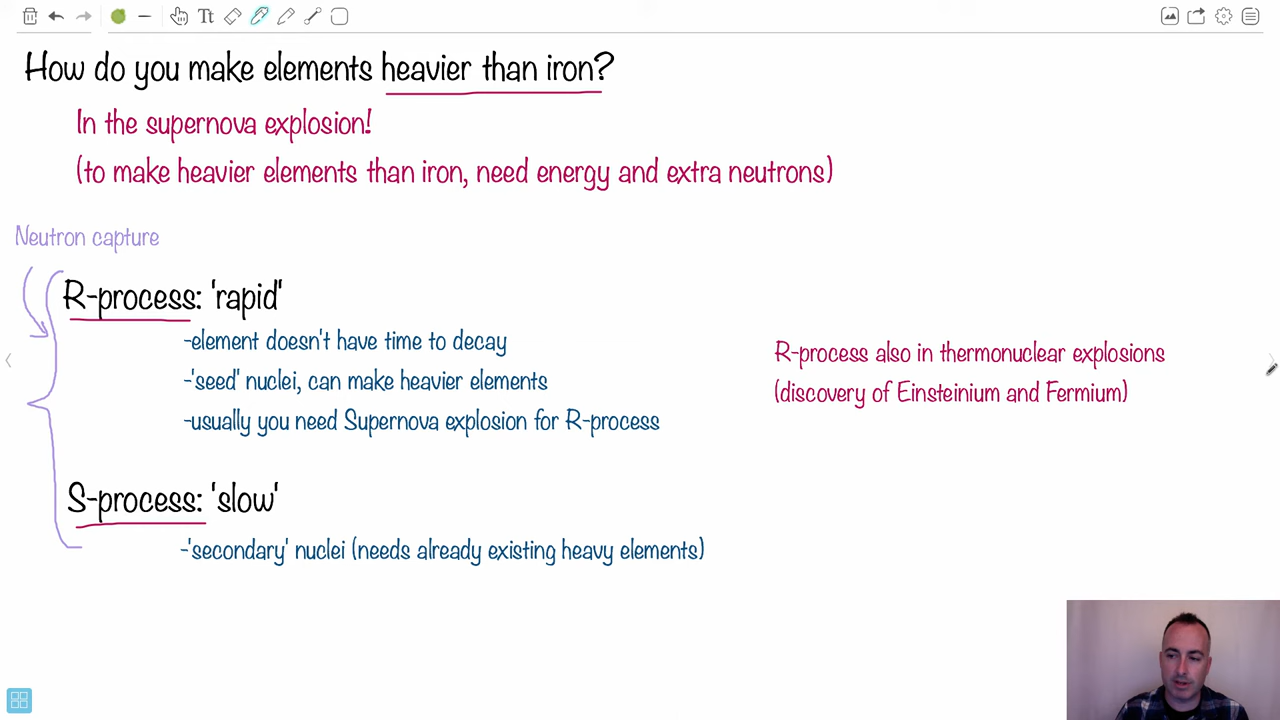 Tt
How do you make elements heavier than iron?
In the supernova explosion!
(to make heavier elements than iron, need energy and extra neutrons)
Neutron capture
R-process: 'rapid'
-element doesn't have time to decay
-'seed' nuclei, can make heavier elements
-usually you need Supernova explosion for R-process
R-process also in thermonuclear explosions
(discovery of Einsteinium and Fermium)
S-process: 'slow'
-'secondary' nuclei (needs already existing heavy elements)